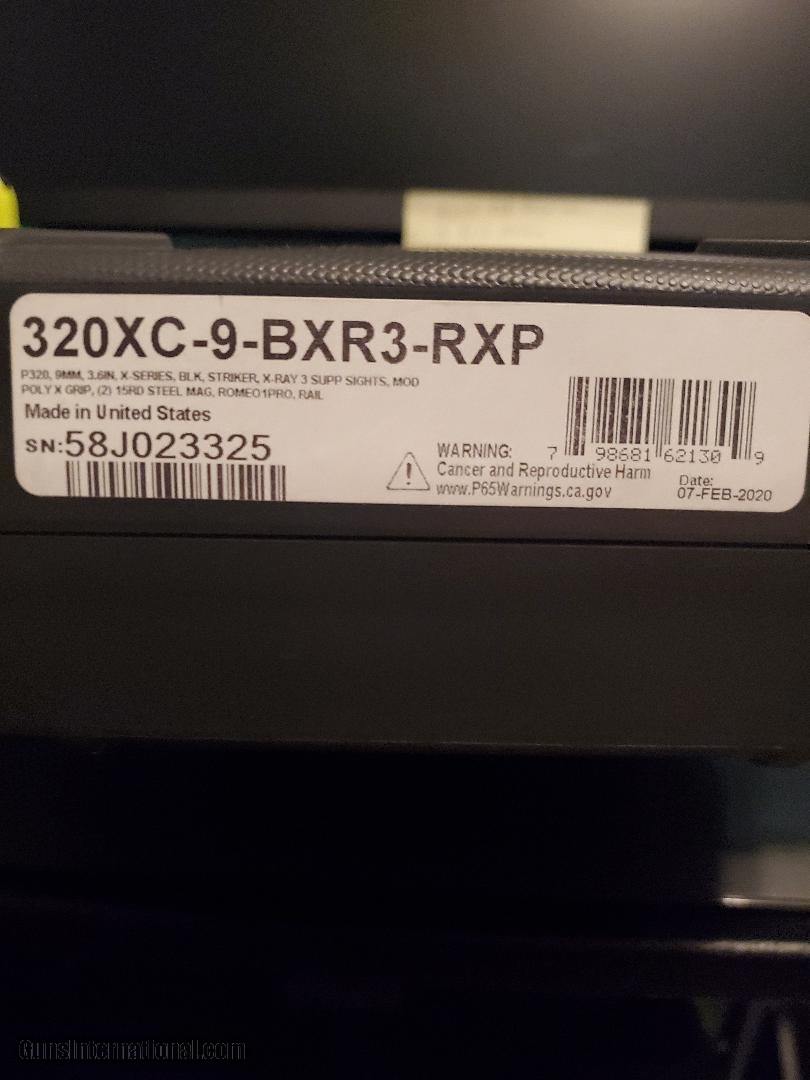 320XC-9-BXR3-RXP
P320, 9MM, 3.6IN, X-SERIES, BLK, STRIKER, X-RAY 3 SUPP SIGHTS, MOD
POLY X GRIP, (2) 15RD STEEL MAG, ROMEO1PRO, RAIL
Made in United States
SN:58J023325
WARNING:
Cancer and Reproductive Harm
www.P65Warnings.ca.gov
7 98681 62130 9
Date:
07-FEB-2020
GunsInternational.com